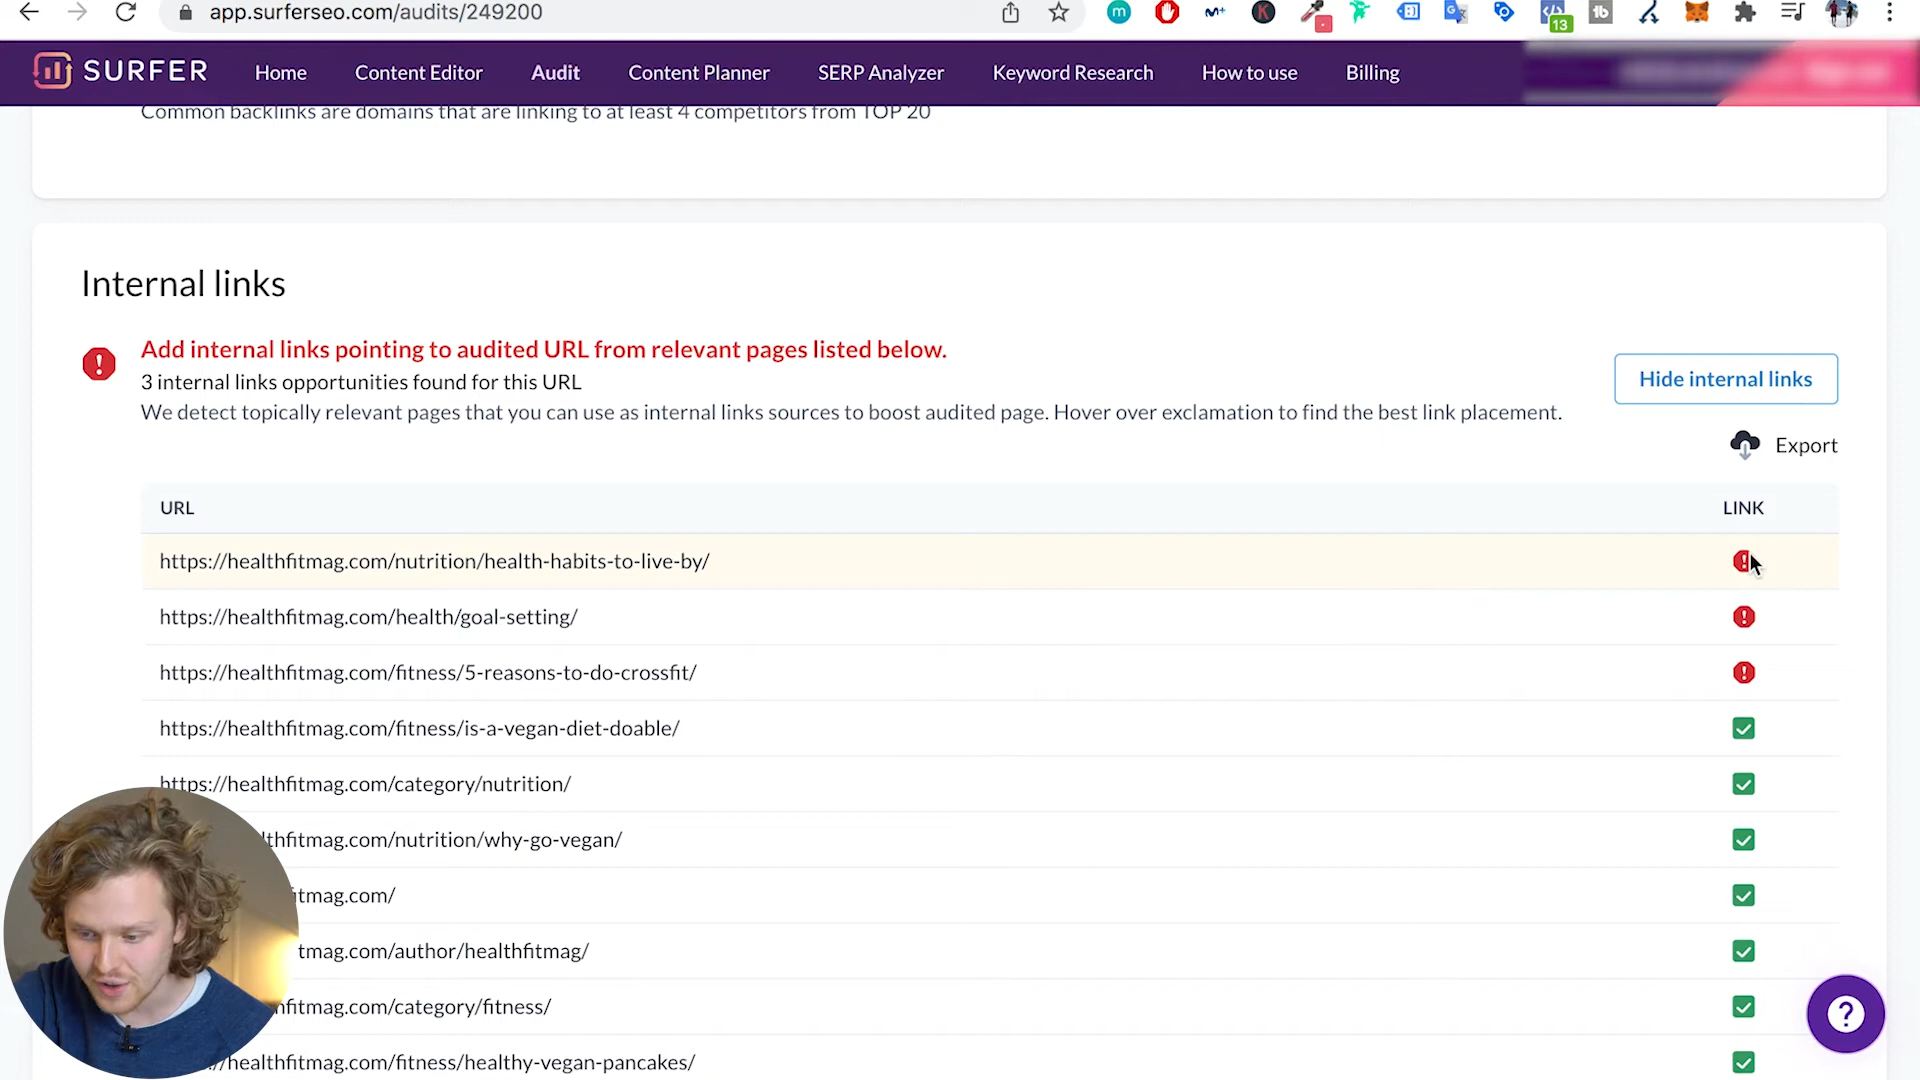 app.surferseo.com/audits/249200
13
SURFER
Home
Content Editor
Audit
Content Planner
SERP Analyzer
Keyword Research
How to use
Billing
Common backlinks are domains that are linking to at least 4 competitors from TOP 20
Internal links
Add internal links pointing to audited URL from relevant pages listed below.
3 internal links opportunities found for this URL
Hide internal links
We detect topically relevant pages that you can use as internal links sources to boost audited page. Hover over exclamation to find the best link placement.
Export
URL
LINK
https://healthfitmag.com/nutrition/health-habits-to-live-by/
https://healthfitmag.com/health/goal-setting/
https://healthfitmag.com/fitness/5-reasons-to-do-crossfit/
https://healthfitmag.com/fitness/is-a-vegan-diet-doable/
https://healthfitmag.com/category/nutrition/
lthfitmag.com/nutrition/why-go-vegan/
itmag.com/
tmag.com/author/healthfitmag/
hfitmag.com/category/fitness/
/healthfitmag.com/fitness/healthy-vegan-pancakes/